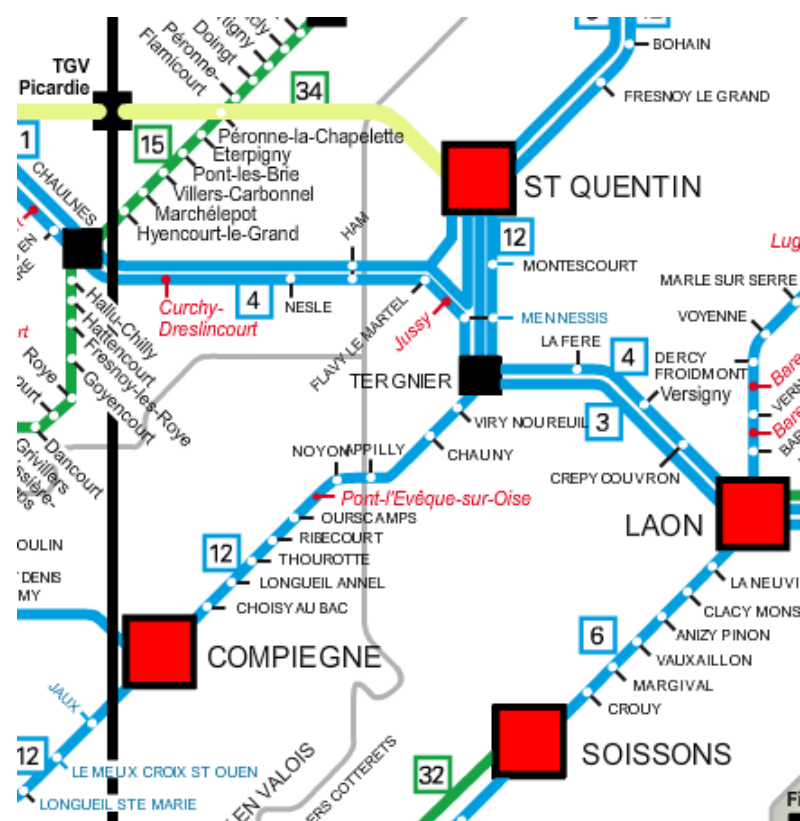 Péronne-
Flamicourt
Doingt
TGV
Picardie
34
BOHAIN
FRESNOY LE GRAND
1
15
Péronne-la-Chapelette
Eterpigny
Pont-les-Brie
Villers-Carbonnel
Marchélepot
Hyencourt-le-Grand
CHAULNES
ST QUENTIN
HAM
12
MONTESCOURT
Curchy-
Dreslincourt
4
NESLE
FLAVY LE MARTEL
Jussy
MENNESSIS
MARLE SUR SERRE
VOYENNE
Hallu-Chilly
Hattencourt
Fresnoy-les-Roye
Goyencourt
Roye
Dancourt
Grivillers
TERGNIER
LA FERE
4
DERCY
FROIDMONT
Versigny
3
VIRY NOUREUIL
CHAUNY
CREPY COUVRON
NOYON
APPILLY
Pont-l'Evêque-sur-Oise
OURSCAMPS
RIBECOURT
THOUROTTE
LONGUEIL ANNEL
CHOISY AU BAC
12
LAON
COMPIEGNE
LA NEUVI
CLACY MONS
ANIZY PINON
VAUXAILLON
MARGIVAL
CROUY
6
SOISSONS
JAUX
12
LE MEUX CROIX ST OUEN
LONGUEIL STE MARIE
32